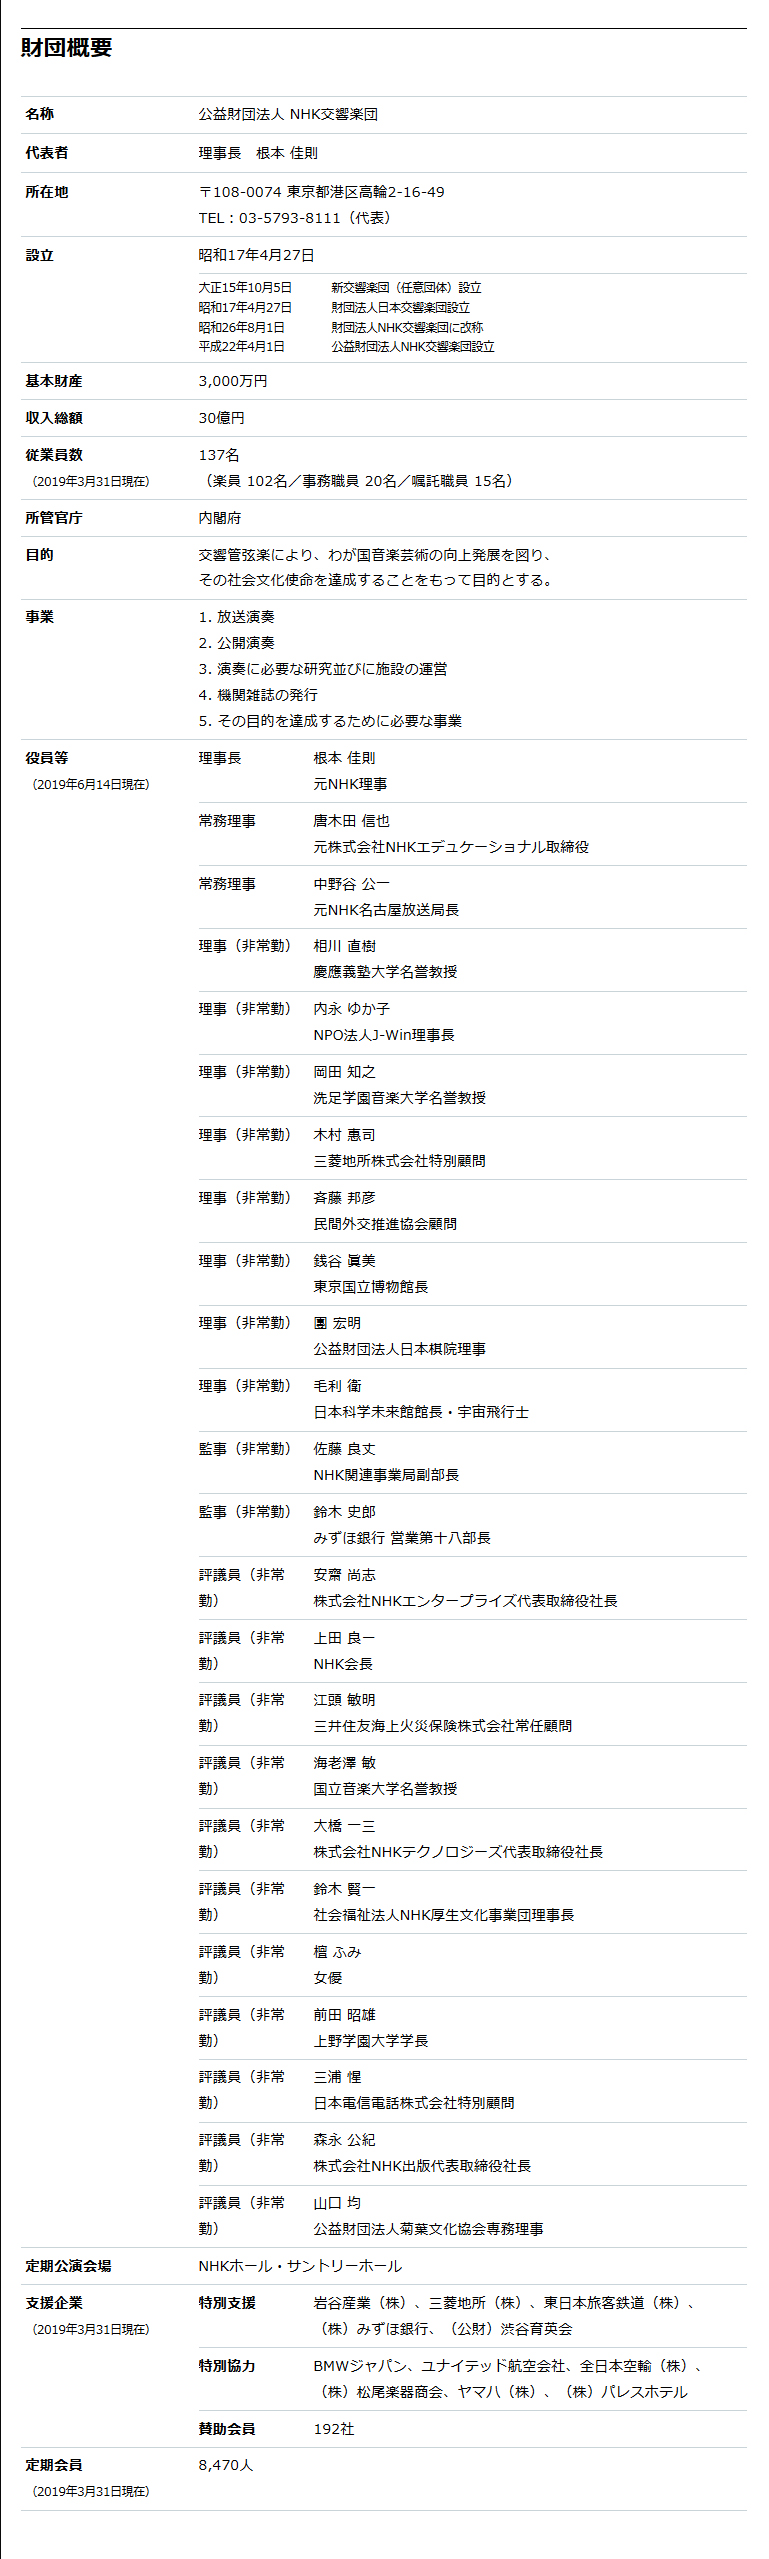 財団概要
名称 公益財団法人 NHK交響楽団
代表者 理事長　根本 佳則
所在地 〒108-0074 東京都港区高輪2-16-49
TEL：03-5793-8111（代表）
設立 昭和17年4月27日
大正15年10月5日 新交響楽団（任意団体）設立
昭和17年4月27日 財団法人日本交響楽団設立
昭和26年8月1日 財団法人NHK交響楽団に改称
平成22年4月1日 公益財団法人NHK交響楽団設立
基本財産 3,000万円
収入総額 30億円
従業員数 137名
（2019年3月31日現在） （楽員 102名／事務職員 20名／嘱託職員 15名）
所管官庁 内閣府
目的 交響管弦楽により、わが国音楽芸術の向上発展を図り、
その社会文化使命を達成することをもって目的とする。
事業 1. 放送演奏
2. 公開演奏
3. 演奏に必要な研究並びに施設の運営
4. 機関雑誌の発行
5. その目的を達成するために必要な事業
役員等 理事長 根本 佳則
（2019年6月14日現在） 元NHK理事
常務理事 唐木田 信也
元株式会社NHKエデュケーショナル取締役
常務理事 中野谷 公一
元NHK名古屋放送局長
理事（非常勤） 相川 直樹
慶應義塾大学名誉教授
理事（非常勤） 内永 ゆか子
NPO法人J-Win理事長
理事（非常勤） 岡田 知之
洗足学園音楽大学名誉教授
理事（非常勤） 木村 惠司
三菱地所株式会社特別顧問
理事（非常勤） 斉藤 邦彦
民間外交推進協会顧問
理事（非常勤） 銭谷 眞美
東京国立博物館長
理事（非常勤） 團 宏明
公益財団法人日本棋院理事
理事（非常勤） 毛利 衛
日本科学未来館館長・宇宙飛行士
監事（非常勤） 佐藤 良丈
NHK関連事業局副部長
監事（非常勤） 鈴木 史郎
みずほ銀行 営業第十八部長
評議員（非常 安齋 尚志
勤） 株式会社NHKエンタープライズ代表取締役社長
評議員（非常 上田 良一
勤） NHK会長
評議員（非常 江頭 敏明
勤） 三井住友海上火災保険株式会社常任顧問
評議員（非常 海老澤 敏
勤） 国立音楽大学名誉教授
評議員（非常 大橋 一三
勤） 株式会社NHKテクノロジーズ代表取締役社長
評議員（非常 鈴木 賢一
勤） 社会福祉法人NHK厚生文化事業団理事長
評議員（非常 檀 ふみ
勤） 女優
評議員（非常 前田 昭雄
勤） 上野学園大学学長
評議員（非常 三浦 惺
勤） 日本電信電話株式会社特別顧問
評議員（非常 森永 公紀
勤） 株式会社NHK出版代表取締役社長
評議員（非常 山口 均
勤） 公益財団法人菊葉文化協会専務理事
定期公演会場 NHKホール・サントリーホール
支援企業 特別支援 岩谷産業（株）、三菱地所（株）、東日本旅客鉄道（株）、
（2019年3月31日現在） （株）みずほ銀行、（公財）渋谷育英会
特別協力 BMWジャパン、ユナイテッド航空会社、全日本空輸（株）、
（株）松尾楽器商会、ヤマハ（株）、（株）パレスホテル
賛助会員 192社
定期会員 8,470人
（2019年3月31日現在）